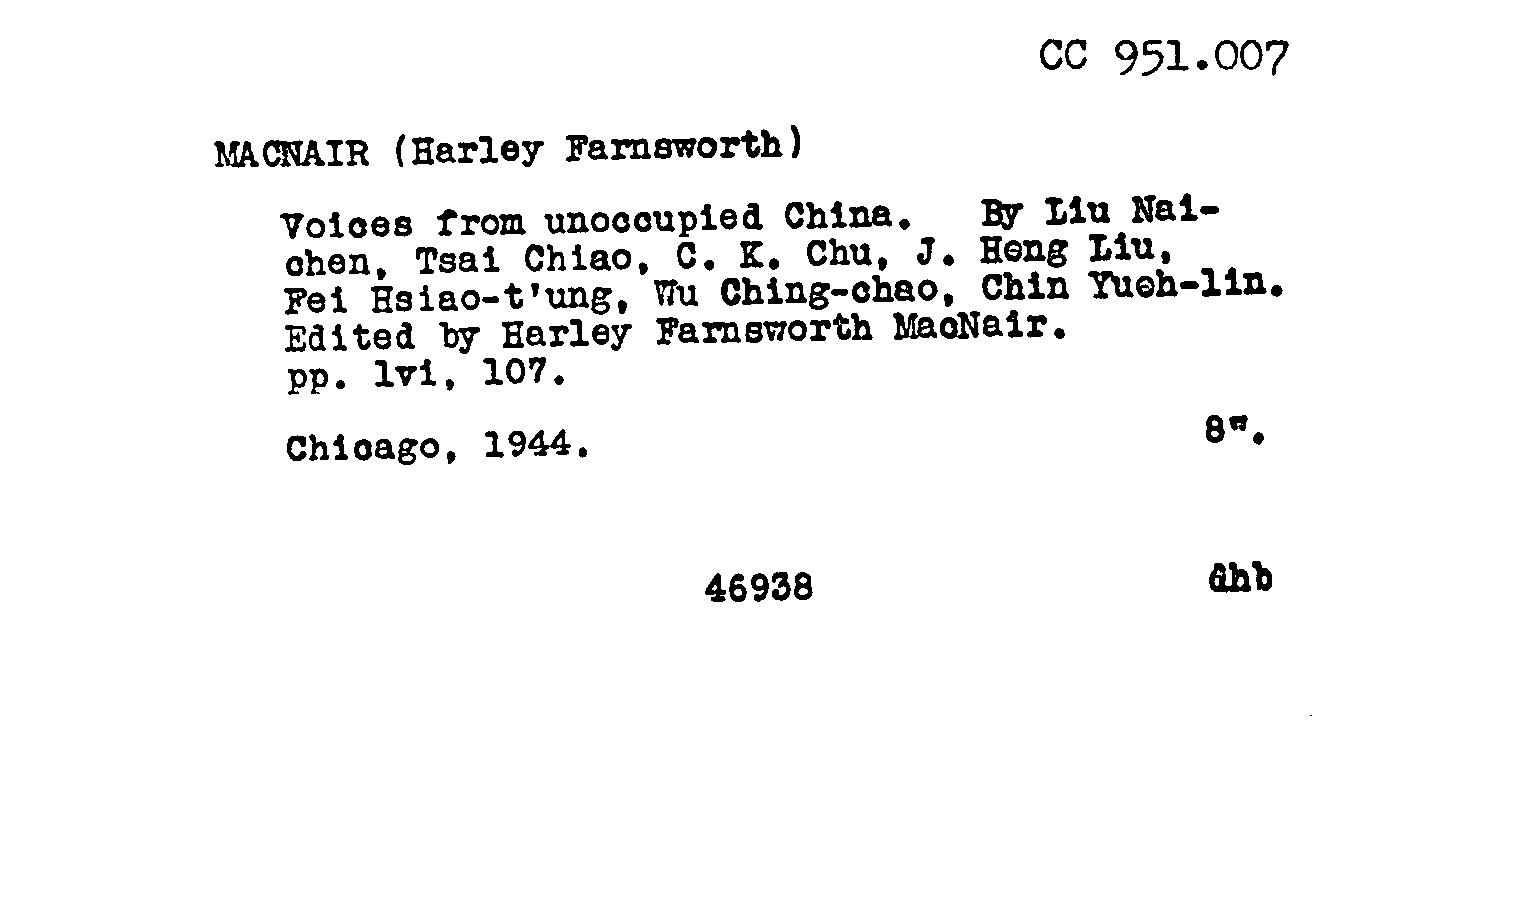 CC 951.007
MACNAIR (Harley Farnsworth)
Voices from unoccupied China. By Liu Nai-
chen, Tsai Chiao, C. K. Chu, J. Heng Liu,
Fei Hsiao-t'ung, Wu Ching-chao, Chin Yueh-lin.
Edited by Harley Farnsworth MacNair.
pp. lvi, 107.
Chicago, 1944.
8".
46938